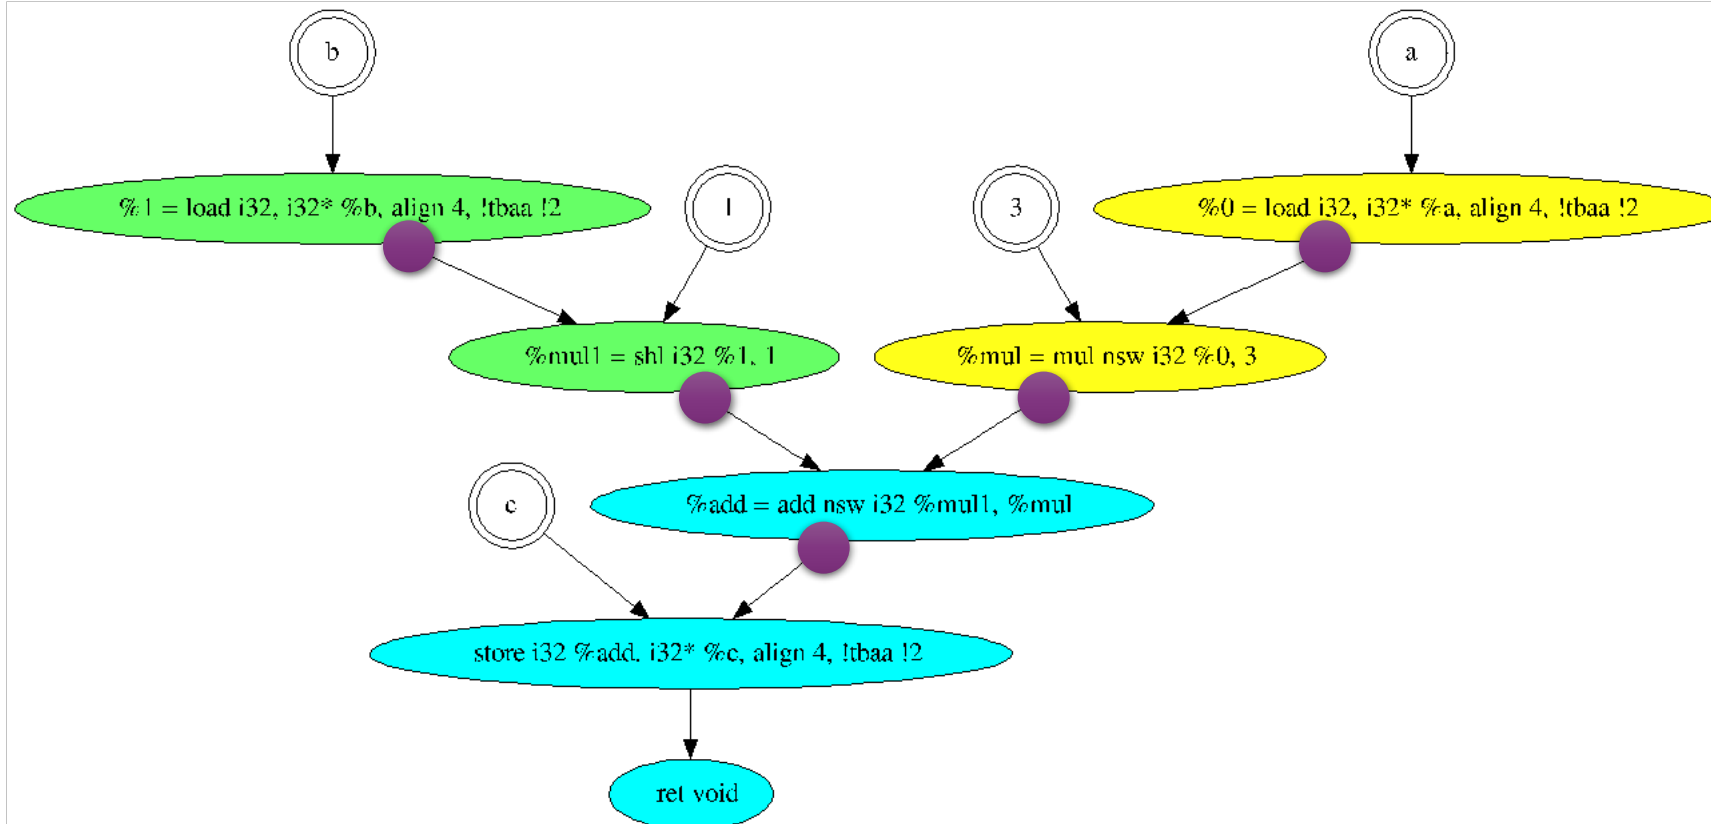 b
a
%1 = load i32, i32* %b, align 4, !tbaa !2
1
3
%0 = load i32, i32* %a, align 4, !tbaa !2
%mul1 = shl i32 %1, 1
%mul = mul nsw i32 %0, 3
c
%add = add nsw i32 %mul1, %mul
store i32 %add, i32* %c, align 4, !tbaa !2
ret void